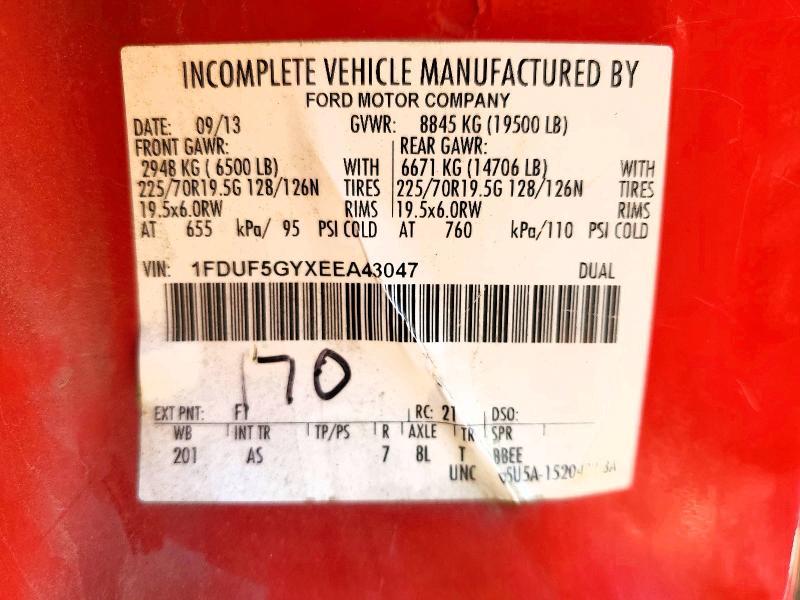 INCOMPLETE VEHICLE MANUFACTURED BY
FORD MOTOR COMPANY
DATE: 09/13 GVWR: 8845 KG (19500 LB)
FRONT GAWR: REAR GAWR:
2948 KG ( 6500 LB) WITH 6671 KG (14706 LB) WITH
225/70R19.5G 128/126N TIRES 225/70R19.5G 128/126N TIRES
19.5x6.0RW RIMS 19.5x6.0RW RIMS
AT 655 kPa/ 95 PSI COLD AT 760 kPa/110 PSI COLD
VIN: 1FDUF5GYXEEA43047 DUAL
170
EXT PNT: F1 RC: 21 DSO:
WB INT TR TP/PS R AXLE TR SPR
201 AS 7 8L T BBEE
UNC